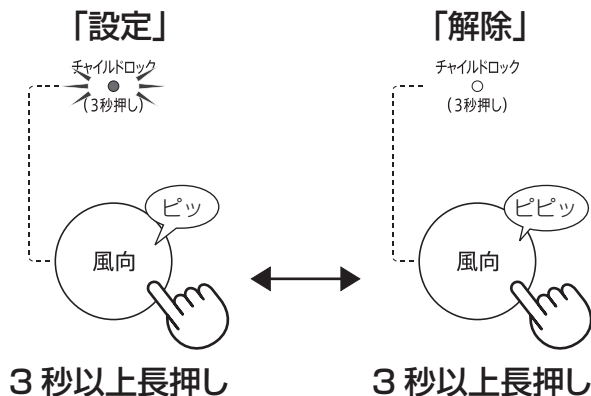 「設定」
チャイルドロック
(3秒押し)
ピッ
風向
3秒以上長押し
「解除」
チャイルドロック
(3秒押し)
ピピッ
風向
3秒以上長押し